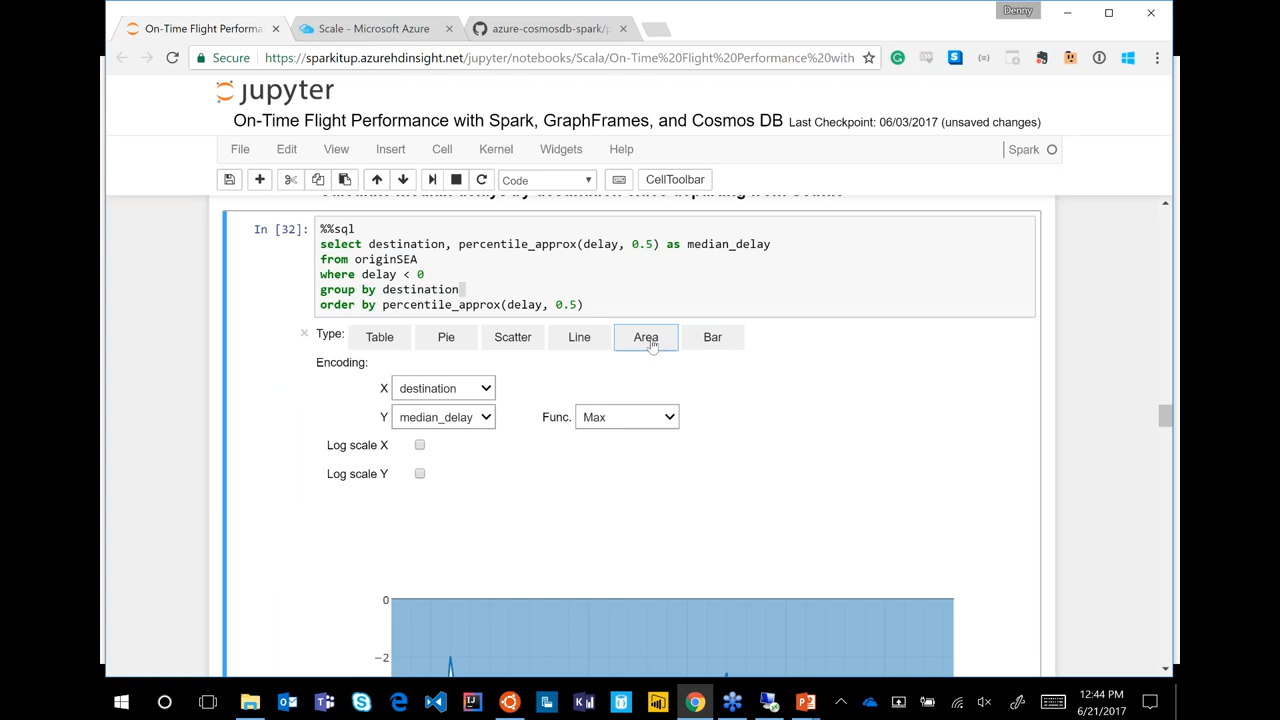 Denny
On-Time Flight Performa
Scale - Microsoft Azure
azure-cosmosdb-spark/p
Secure
https://sparkitup.azurehdinsight.net/jupyter/notebooks/Scala/On-Time%20Flight%20Performance%20with
jupyter
On-Time Flight Performance with Spark, GraphFrames, and Cosmos DB Last Checkpoint: 06/03/2017 (unsaved changes)
File Edit View Insert Cell Kernel Widgets Help Spark
Code CellToolbar
In [32]:
%%sql
select destination, percentile_approx(delay, 0.5) as median_delay
from originSEA
where delay < 0
group by destination
order by percentile_approx(delay, 0.5)
Type: Table Pie Scatter Line Area Bar
Encoding:
X destination
Y median_delay Func. Max
Log scale X
Log scale Y
0
−2
12:44 PM
6/21/2017